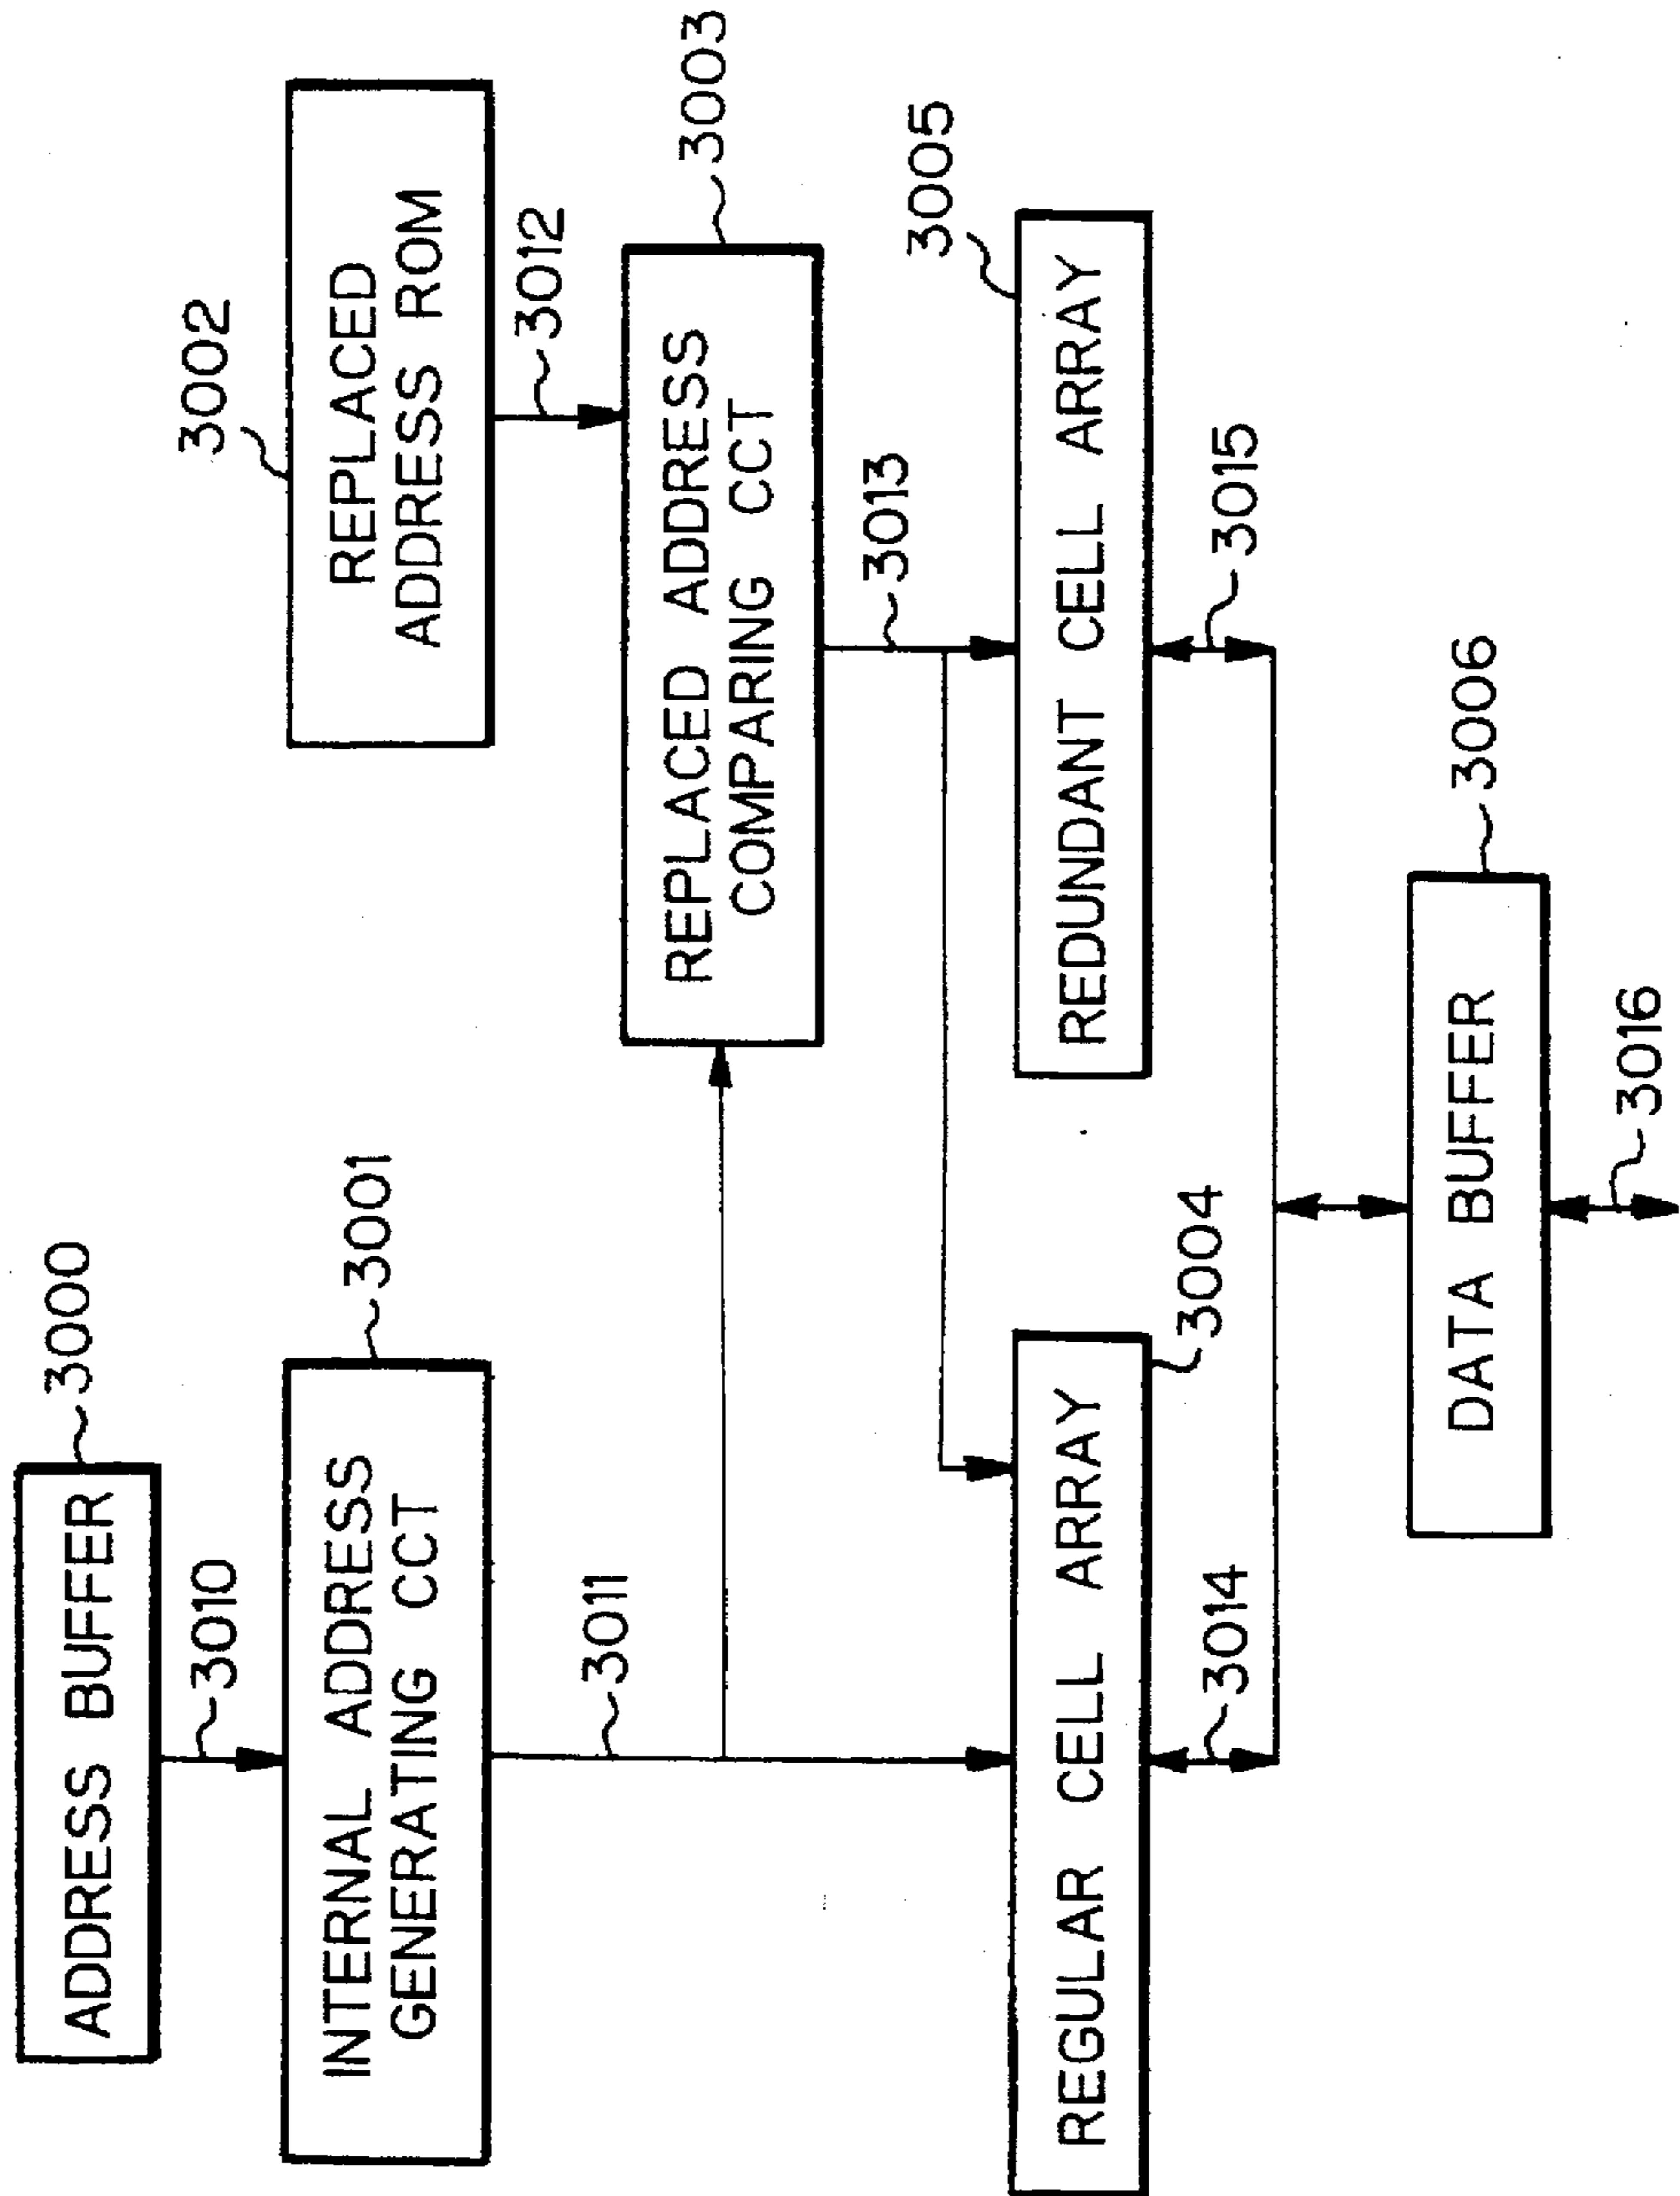 ADDRESS BUFFER
3000
3010
INTERNAL ADDRESS
GENERATING CCT
3001
3011
REPLACED
ADDRESS ROM
3002
3012
REPLACED ADDRESS
COMPARING CCT
3003
3013
REGULAR CELL ARRAY
3004
3014
REDUNDANT CELL ARRAY
3005
3015
DATA BUFFER
3006
3016